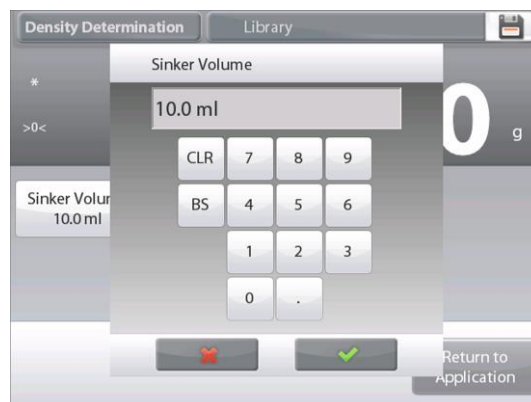 Density Determination Library
Sinker Volume
*
10.0 ml
>0<
0 g
CLR 7 8 9
Sinker Volu
10.0 ml
BS 4 5 6
1 2 3
0 .
Return to
Application